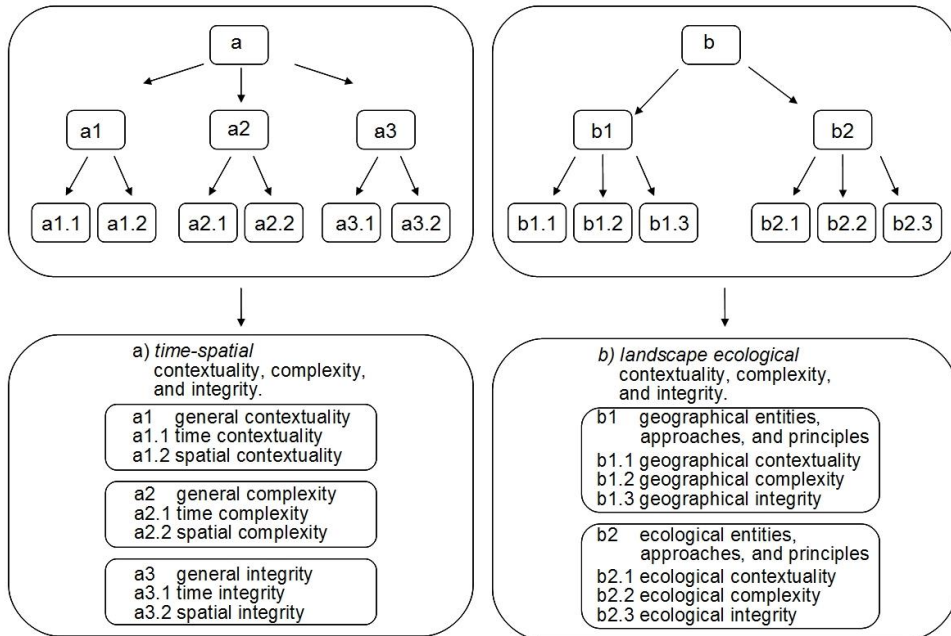 a
a1
a2
a3
a1.1
a1.2
a2.1
a2.2
a3.1
a3.2
b
b1
b2
b1.1
b1.2
b1.3
b2.1
b2.2
b2.3
a) time-spatial
contextuality, complexity,
and integrity.
a1 general contextuality
a1.1 time contextuality
a1.2 spatial contextuality
a2 general complexity
a2.1 time complexity
a2.2 spatial complexity
a3 general integrity
a3.1 time integrity
a3.2 spatial integrity
b) landscape ecological
contextuality, complexity,
and integrity.
b1 geographical entities,
approaches, and principles
b1.1 geographical contextuality
b1.2 geographical complexity
b1.3 geographical integrity
b2 ecological entities,
approaches, and principles
b2.1 ecological contextuality
b2.2 ecological complexity
b2.3 ecological integrity